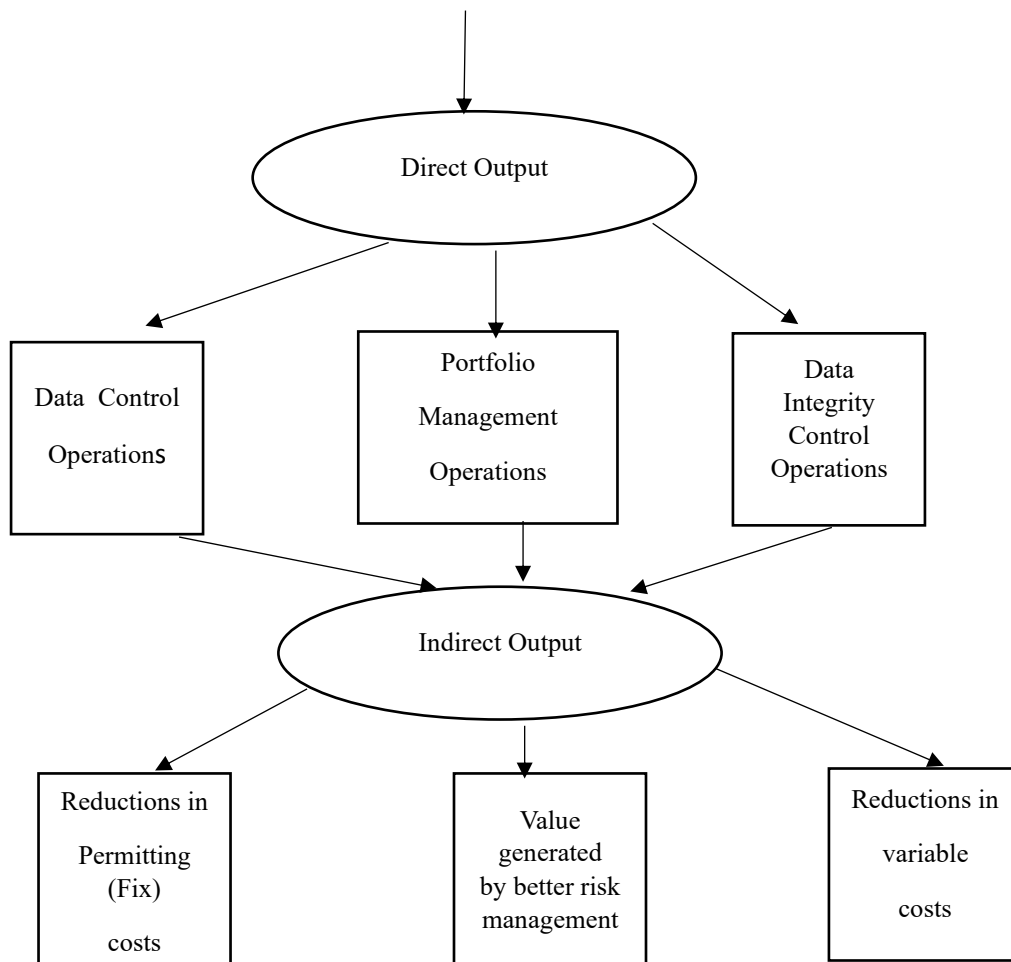 Direct Output
Data Control
Operations
Portfolio
Management
Operations
Data
Integrity
Control
Operations
Indirect Output
Reductions in
Permitting
(Fix)
costs
Value
generated
by better risk
management
Reductions in
variable
costs